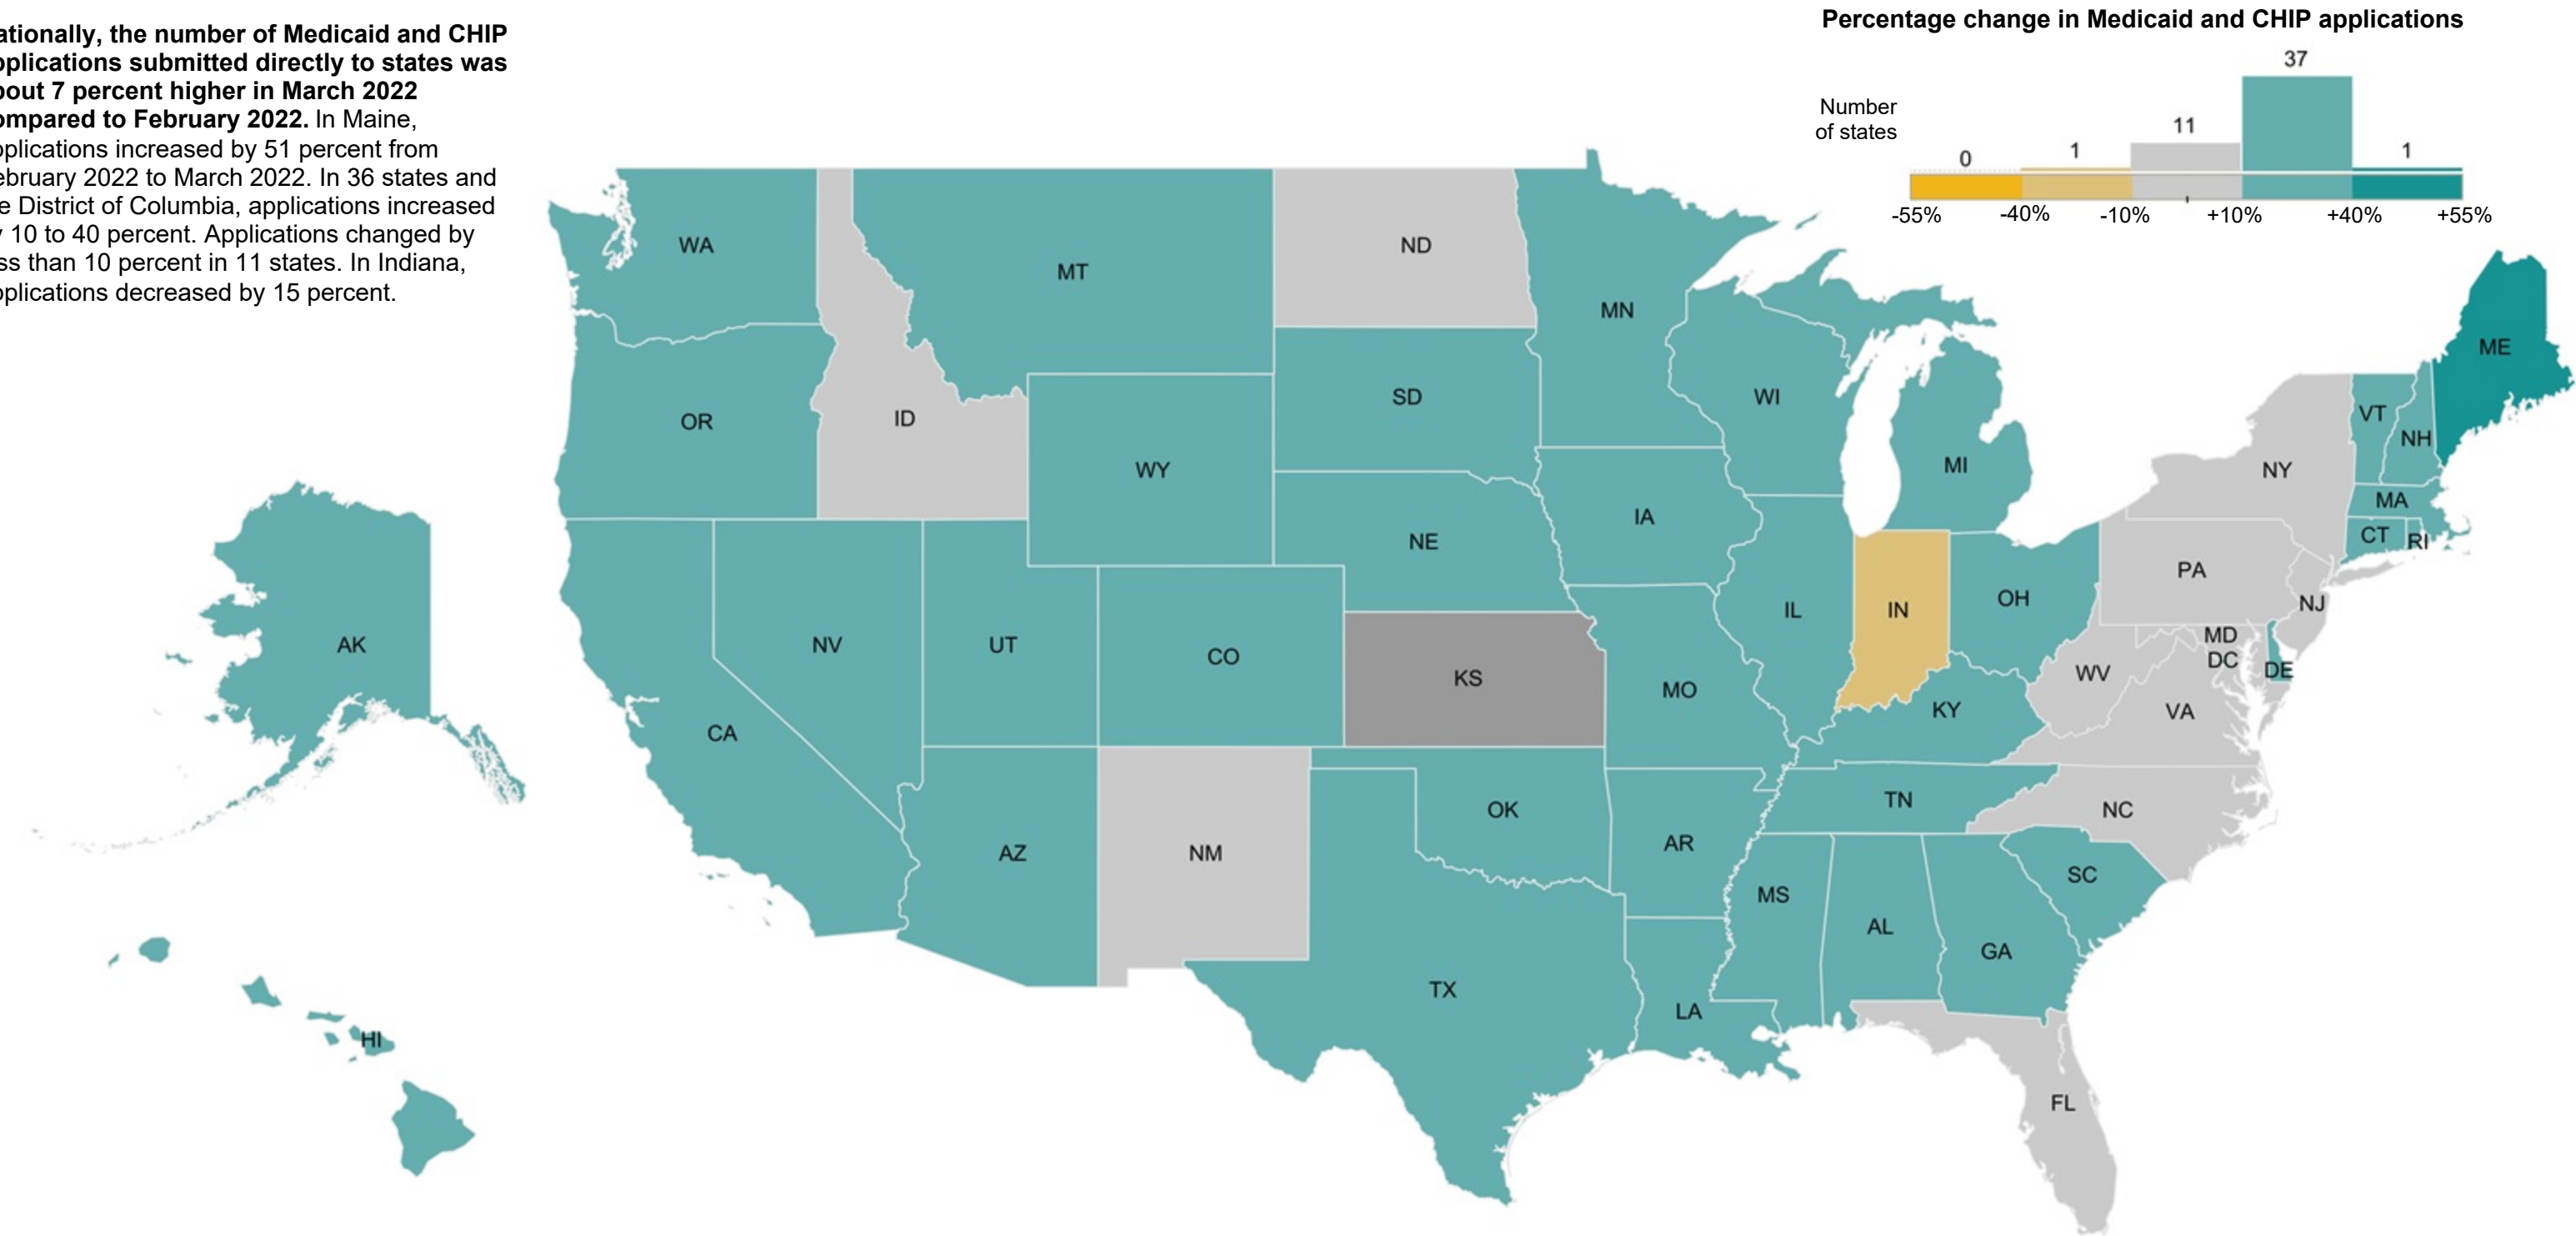 ationally, the number of Medicaid and CHIP
plications submitted directly to states was
out 7 percent higher in March 2022
ompared to February 2022. In Maine,
plications increased by 51 percent from
ebruary 2022 to March 2022. In 36 states and
e District of Columbia, applications increased
y 10 to 40 percent. Applications changed by
ss than 10 percent in 11 states. In Indiana,
plications decreased by 15 percent.
Percentage change in Medicaid and CHIP applications
37
Number
of states
11
0
1
1
-55%
-40%
-10%
+10%
+40%
+55%
WA
MT
ND
MN
ME
OR
ID
WY
SD
WI
MI
NY
VT
NH
MA
CT
RI
NE
IA
PA
NJ
AK
NV
UT
CO
KS
MO
IL
IN
OH
WV
MD
DC
DE
CA
KY
VA
AZ
NM
OK
AR
TN
NC
MS
AL
GA
SC
TX
LA
HI
FL